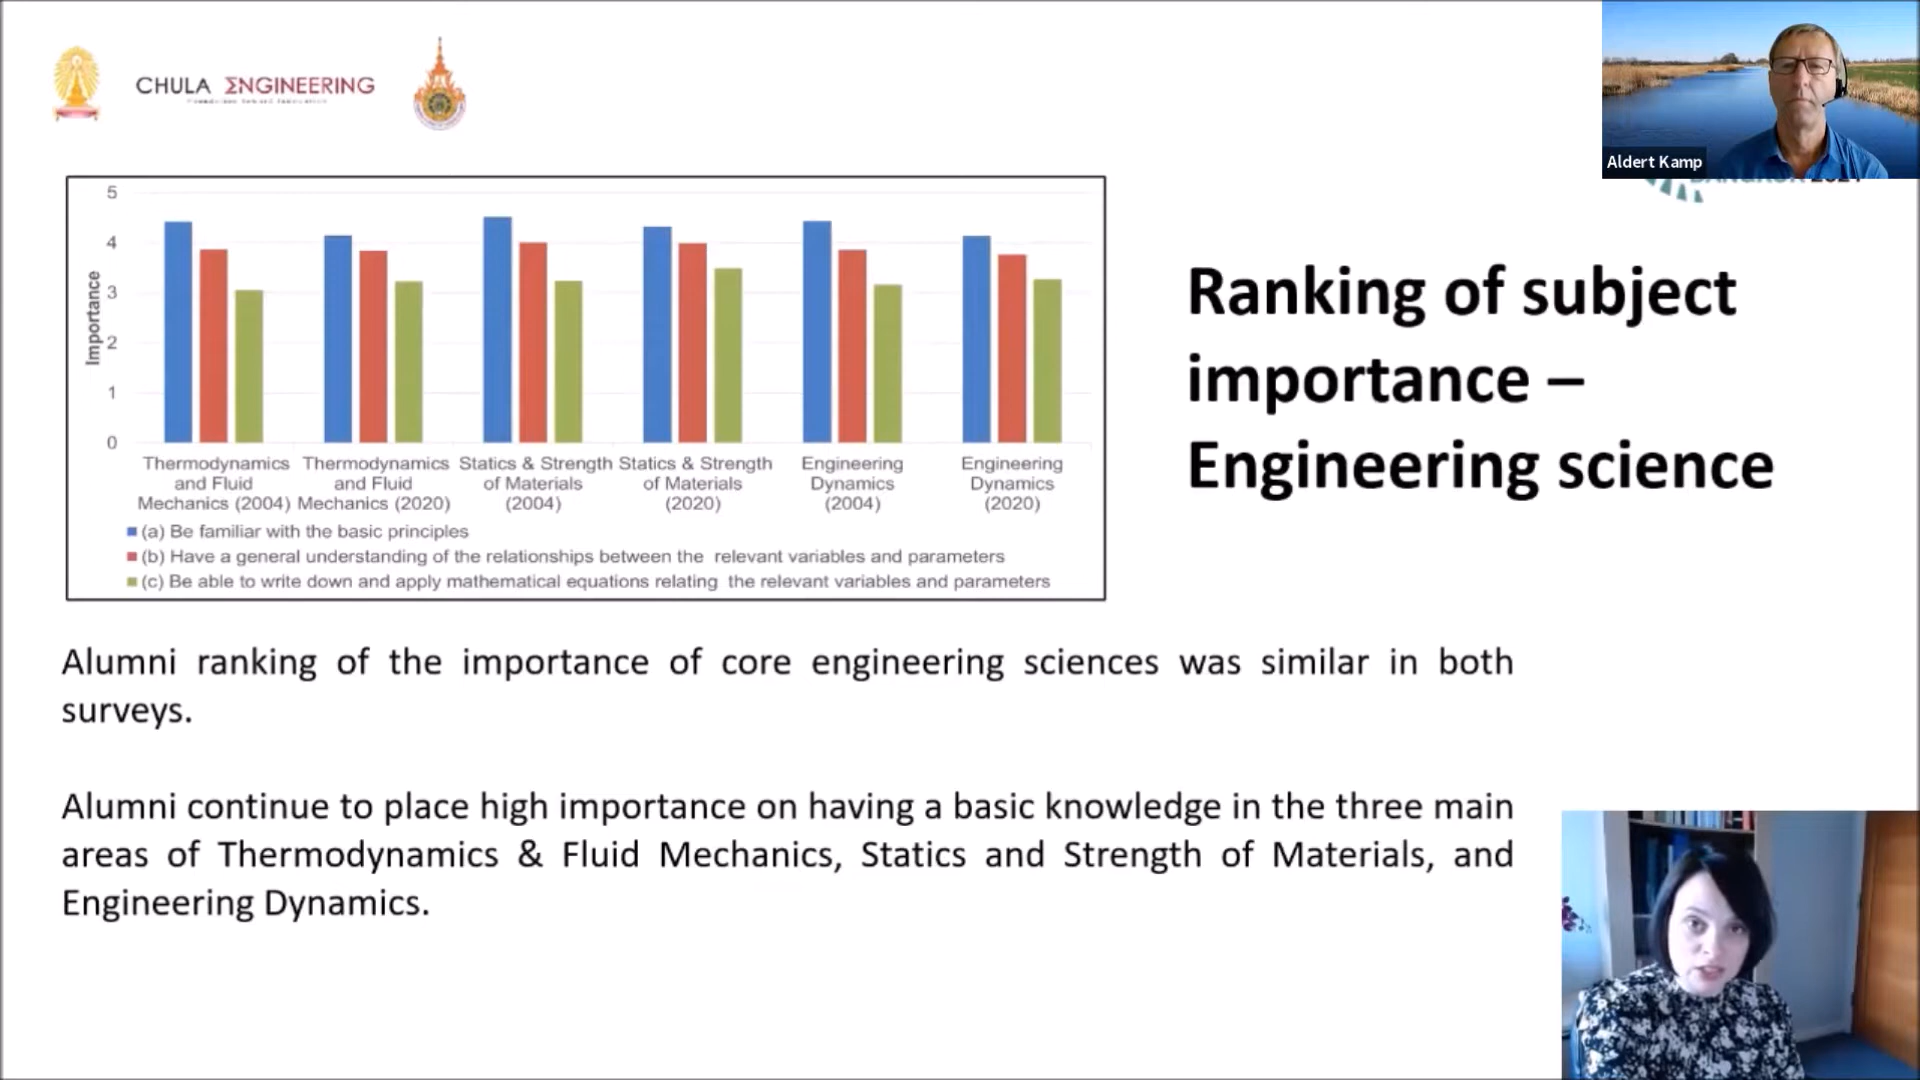 CHULA ΣNGINEERING
Aldert Kamp
Ranking of subject
importance –
Engineering science
5
4
3
2
1
0
Importance
Thermodynamics and Fluid Mechanics (2004)
Thermodynamics and Fluid Mechanics (2020)
Statics & Strength of Materials (2004)
Statics & Strength of Materials (2020)
Engineering Dynamics (2004)
Engineering Dynamics (2020)
(a) Be familiar with the basic principles
(b) Have a general understanding of the relationships between the relevant variables and parameters
(c) Be able to write down and apply mathematical equations relating the relevant variables and parameters
Alumni ranking of the importance of core engineering sciences was similar in both
surveys.
Alumni continue to place high importance on having a basic knowledge in the three main
areas of Thermodynamics & Fluid Mechanics, Statics and Strength of Materials, and
Engineering Dynamics.